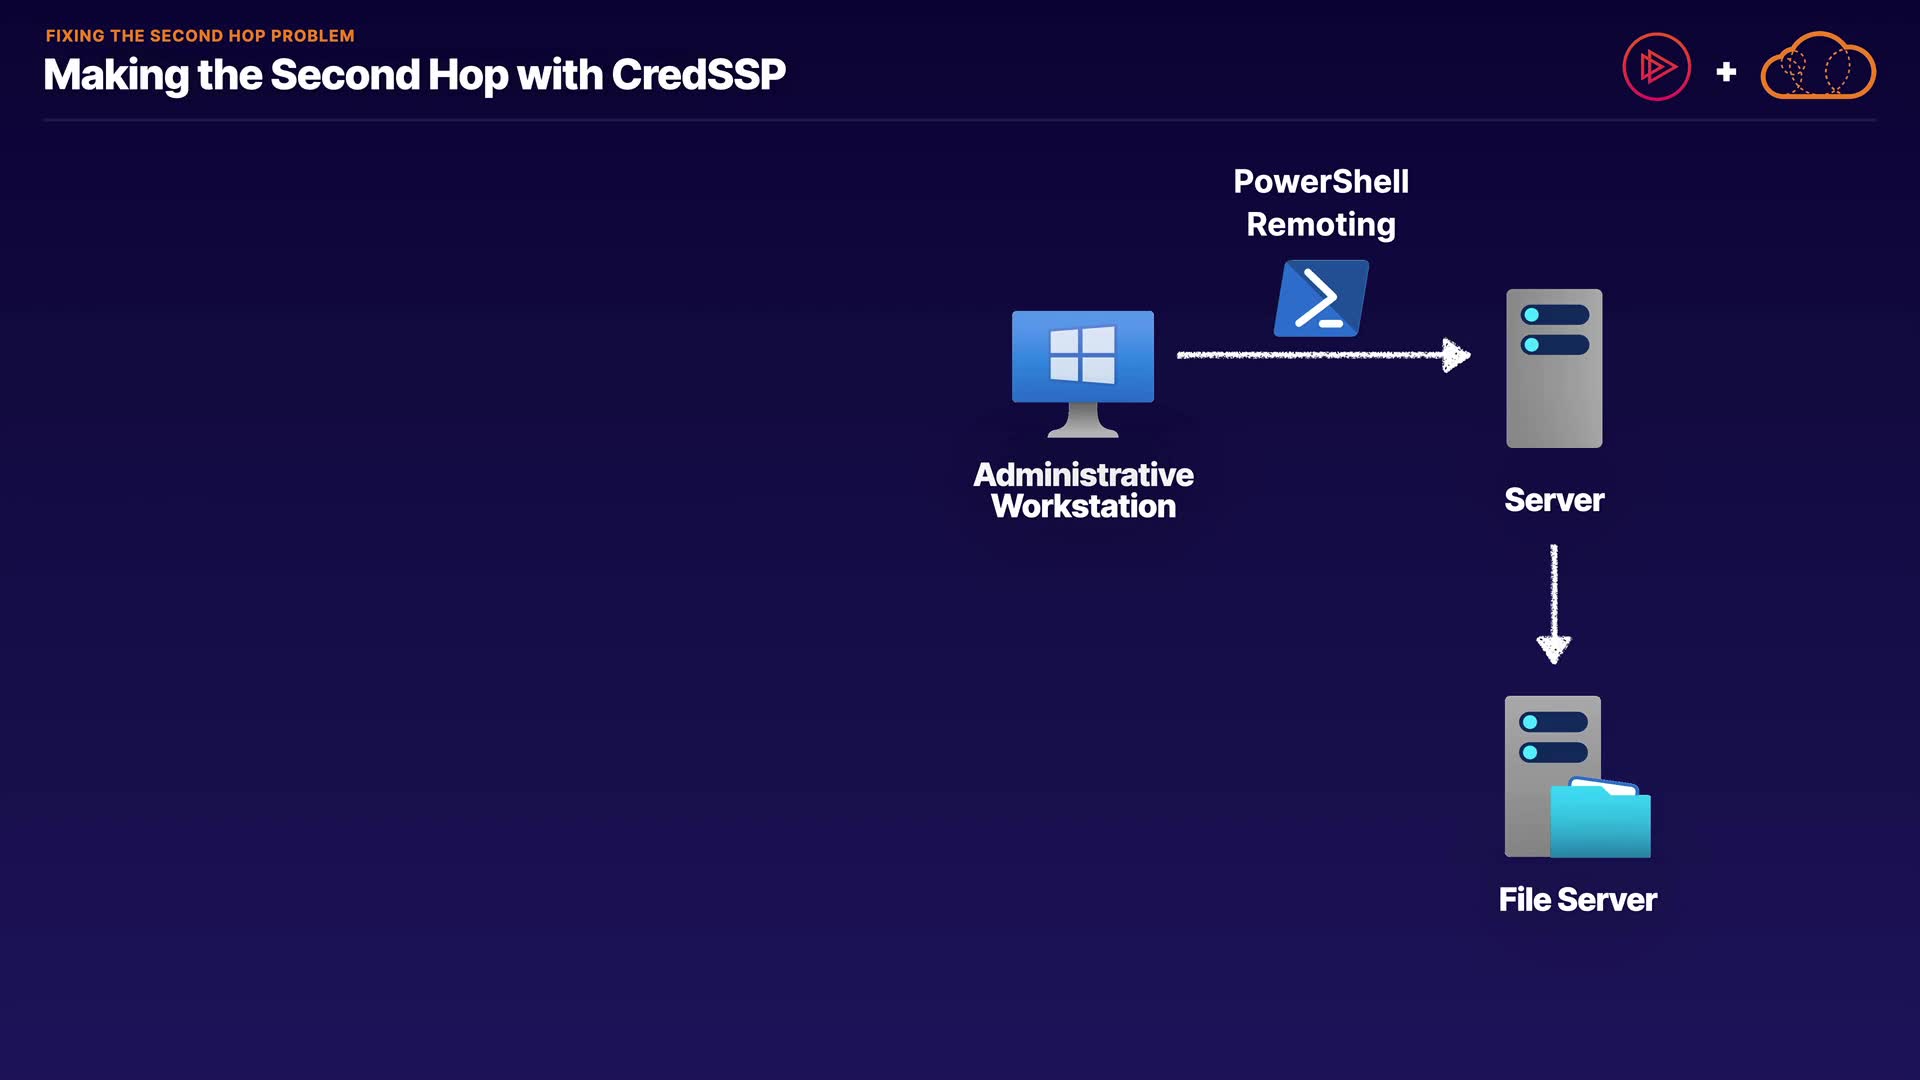 FIXING THE SECOND HOP PROBLEM
Making the Second Hop with CredSSP
PowerShell
Remoting
Administrative
Workstation
Server
File Server